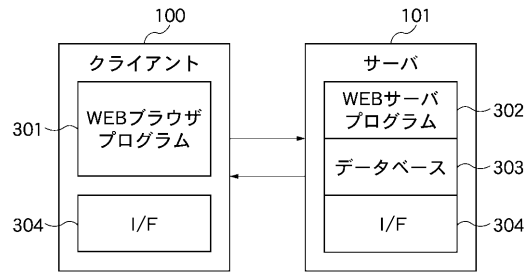 100
101
クライアント
サーバ
301
WEBブラウザ
プログラム
WEBサーバ
プログラム
302
データベース
303
304
I/F
I/F
304